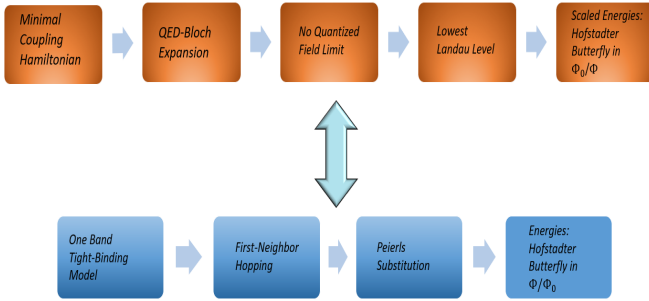 Minimal
Coupling
Hamiltonian
QED-Bloch
Expansion
No Quantized
Field Limit
Lowest
Landau Level
Scaled Energies:
Hofstadter
Butterfly in
Φ₀/Φ
One Band
Tight-Binding
Model
First-Neighbor
Hopping
Peierls
Substitution
Energies:
Hofstadter
Butterfly in
Φ/Φ₀